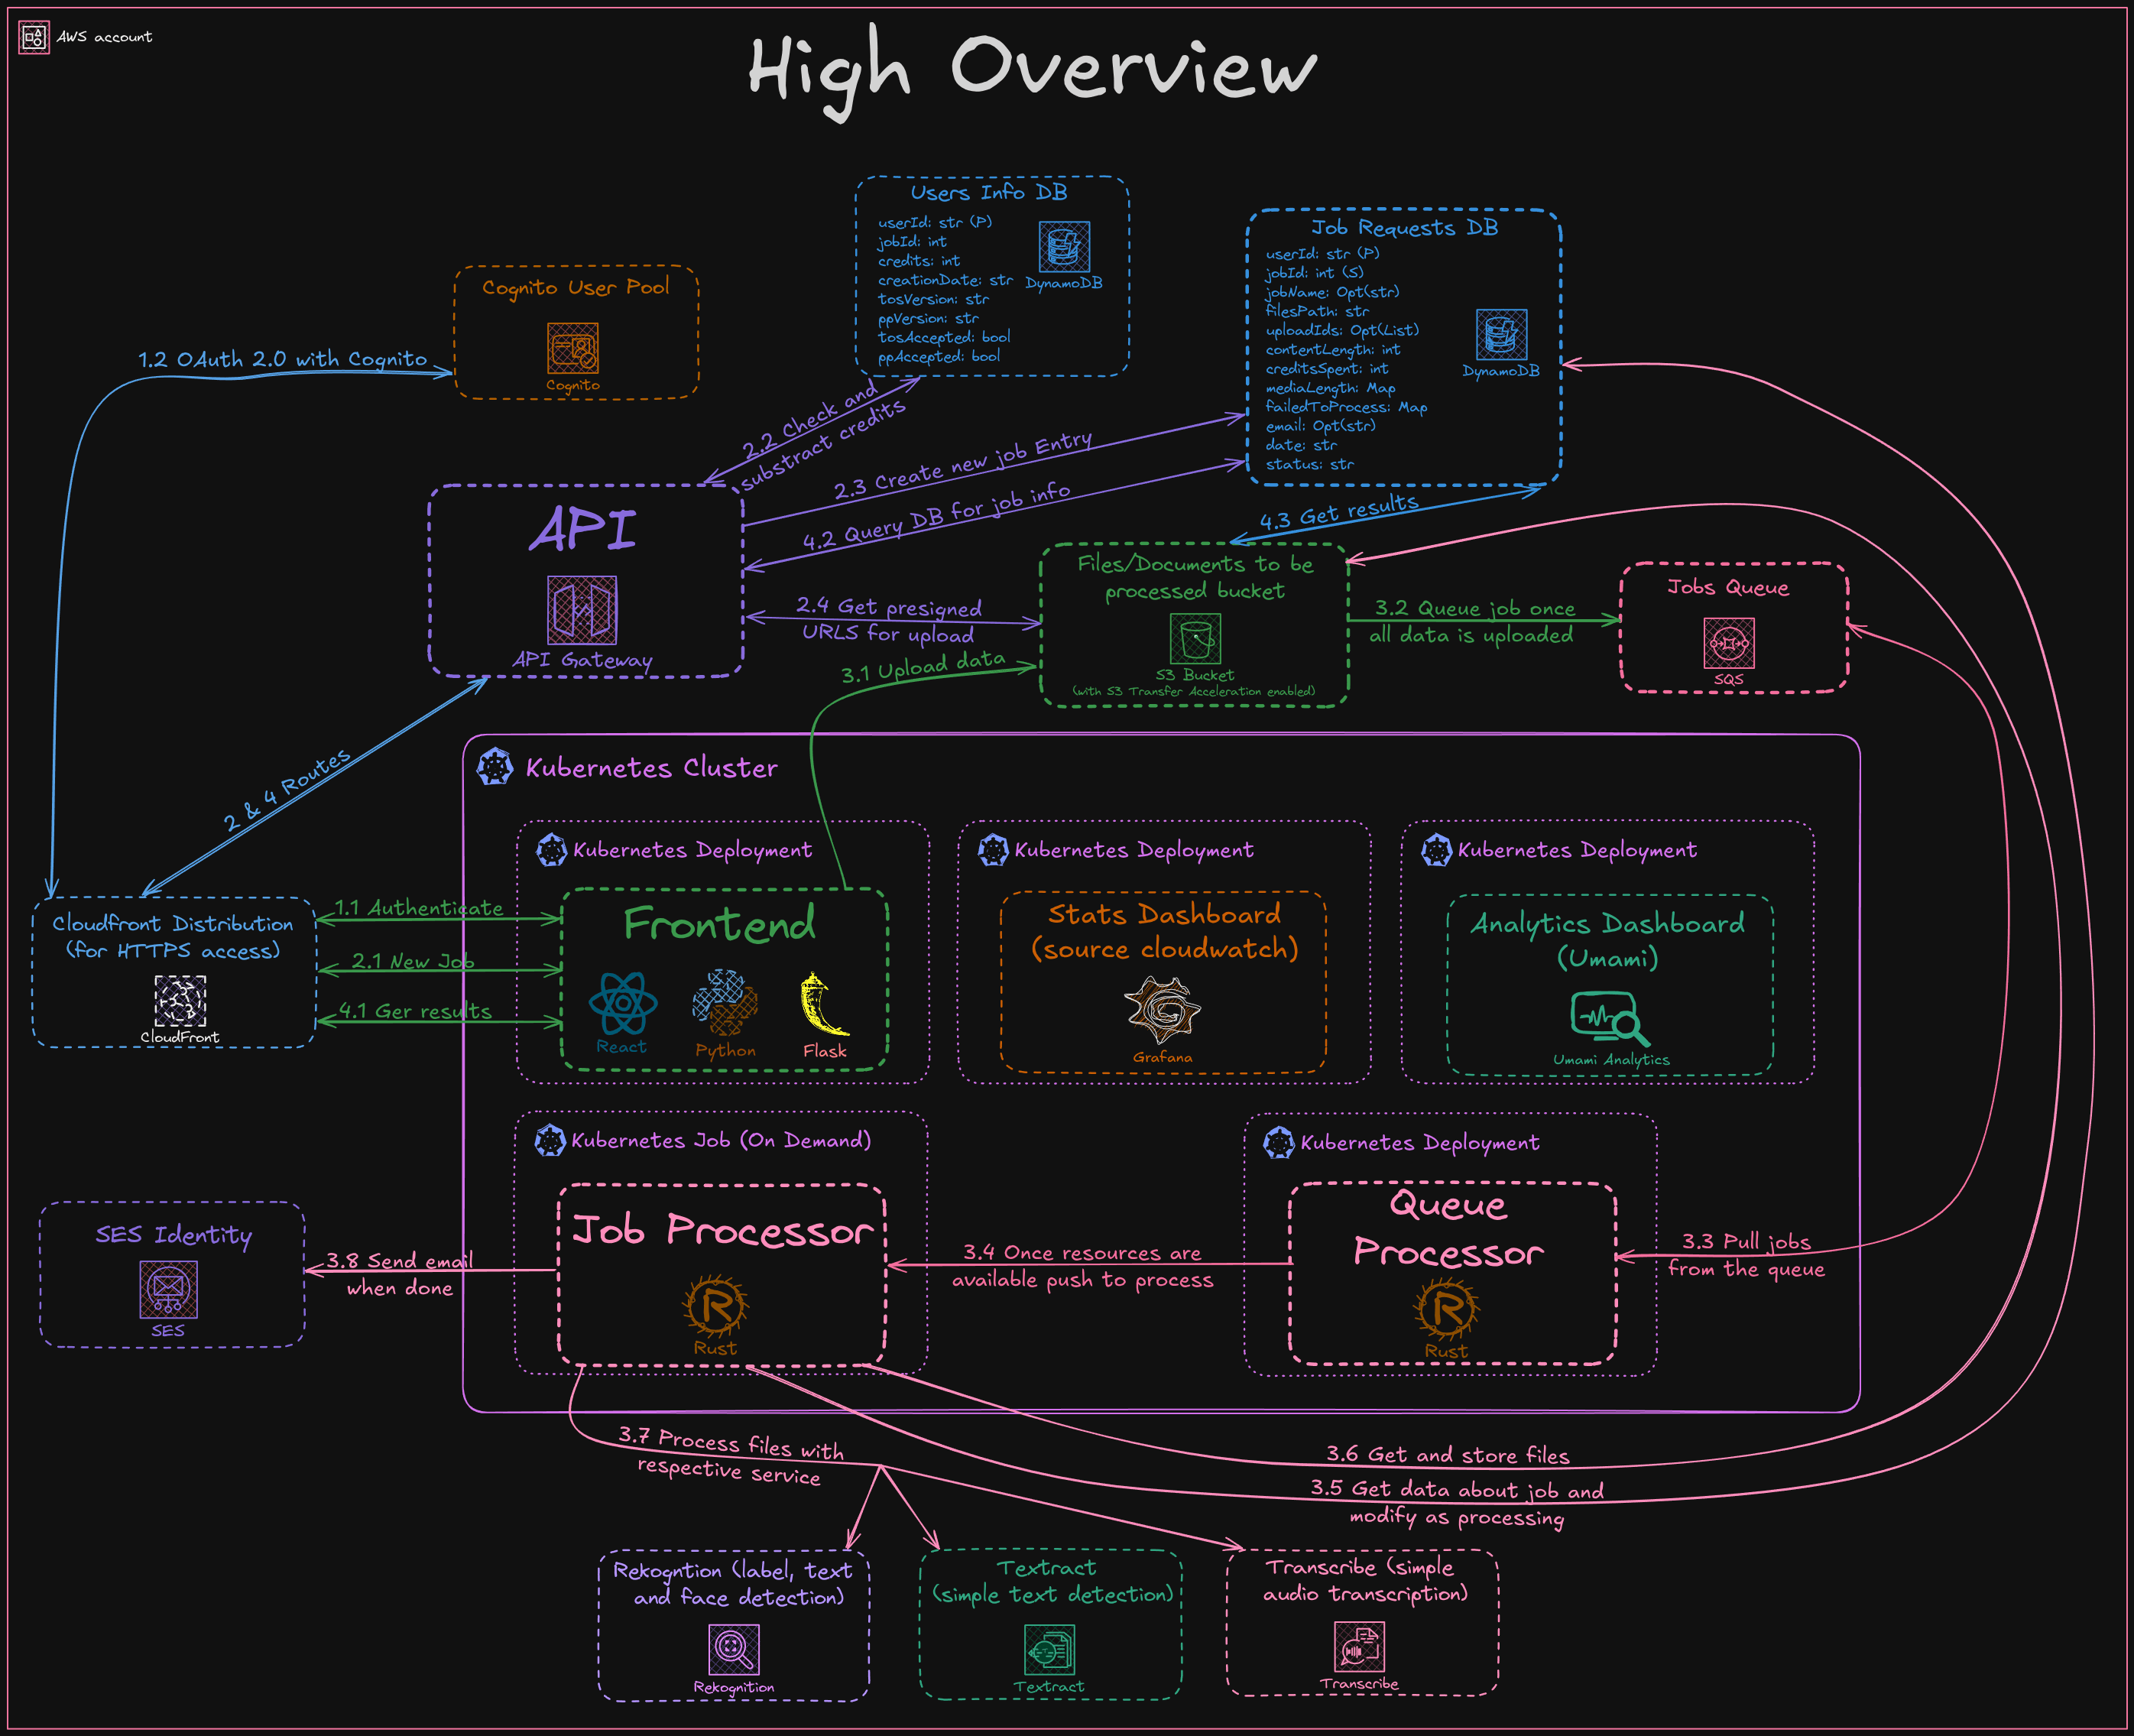 AWS account
High Overview
Users Info DB
userId: str (P)
jobId: int
credits: int
creationDate: str
tosVersion: str
ppVersion: str
tosAccepted: bool
ppAccepted: bool
DynamoDB
Job Requests DB
userId: str (P)
jobId: int (S)
jobName: Opt(str)
filesPath: str
uploadIds: Opt(List)
contentLength: int
creditsSpent: int
mediaLength: Map
failedToProcess: Map
email: Opt(str)
date: str
status: str
DynamoDB
Cognito User Pool
Cognito
1.2 OAuth 2.0 with Cognito
2.2 Check and
substract credits
2.3 Create new job Entry
4.2 Query DB for job info
4.3 Get results
API
API Gateway
2.4 Get presigned
URLS for upload
3.1 Upload data
Files/Documents to be
processed bucket
S3 Bucket
(with S3 Transfer Acceleration enabled)
3.2 Queue job once
all data is uploaded
Jobs Queue
SQS
2 & 4 Routes
Kubernetes Cluster
Kubernetes Deployment
Kubernetes Deployment
Kubernetes Deployment
Cloudfront Distribution
(for HTTPS access)
CloudFront
1.1 Authenticate
2.1 New Job
4.1 Ger results
Frontend
React
Python
Flask
Stats Dashboard
(source cloudwatch)
Grafana
Analytics Dashboard
(Umami)
Umami Analytics
Kubernetes Job (On Demand)
Kubernetes Deployment
SES Identity
SES
3.8 Send email
when done
Job Processor
Rust
3.4 Once resources are
available push to process
Queue
Processor
Rust
3.3 Pull jobs
from the queue
3.7 Process files with
respective service
3.6 Get and store files
3.5 Get data about job and
modify as processing
Rekogntion (label, text
and face detection)
Rekognition
Textract
(simple text detection)
Textract
Transcribe (simple
audio transcription)
Transcribe